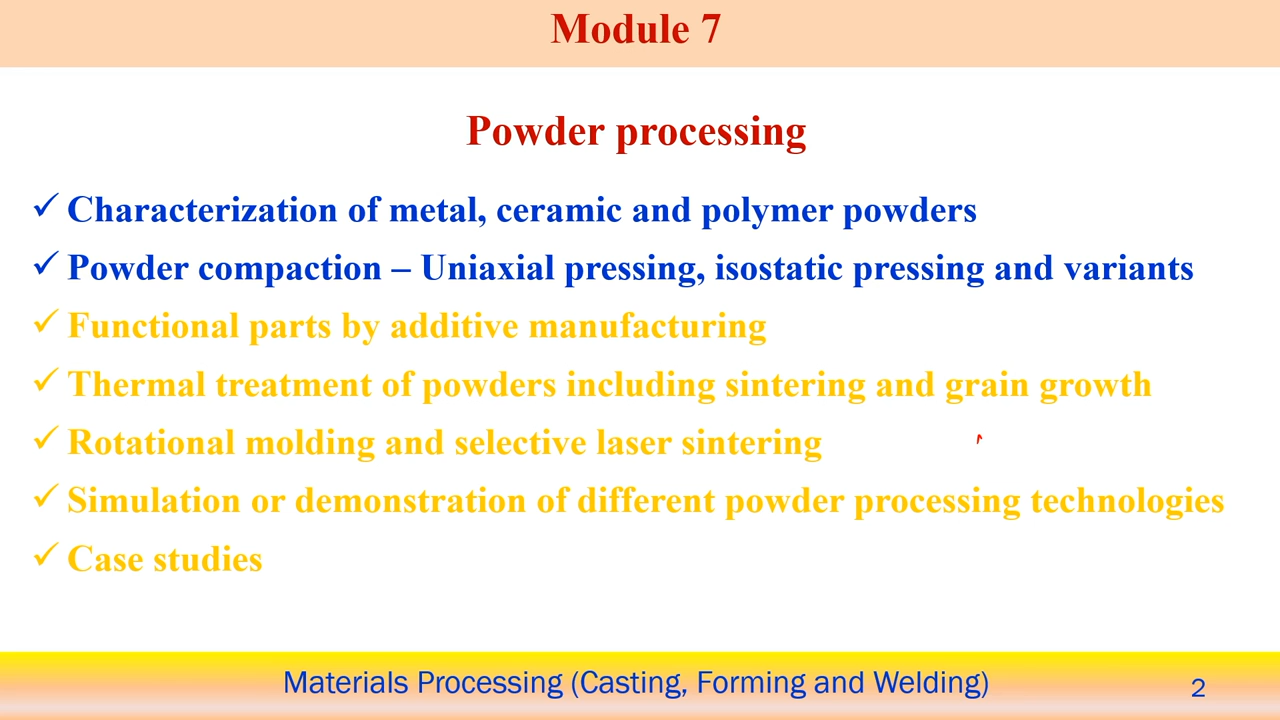 Module 7
Powder processing
✓ Characterization of metal, ceramic and polymer powders
✓ Powder compaction – Uniaxial pressing, isostatic pressing and variants
✓ Functional parts by additive manufacturing
✓ Thermal treatment of powders including sintering and grain growth
✓ Rotational molding and selective laser sintering
✓ Simulation or demonstration of different powder processing technologies
✓ Case studies
Materials Processing (Casting, Forming and Welding)
2